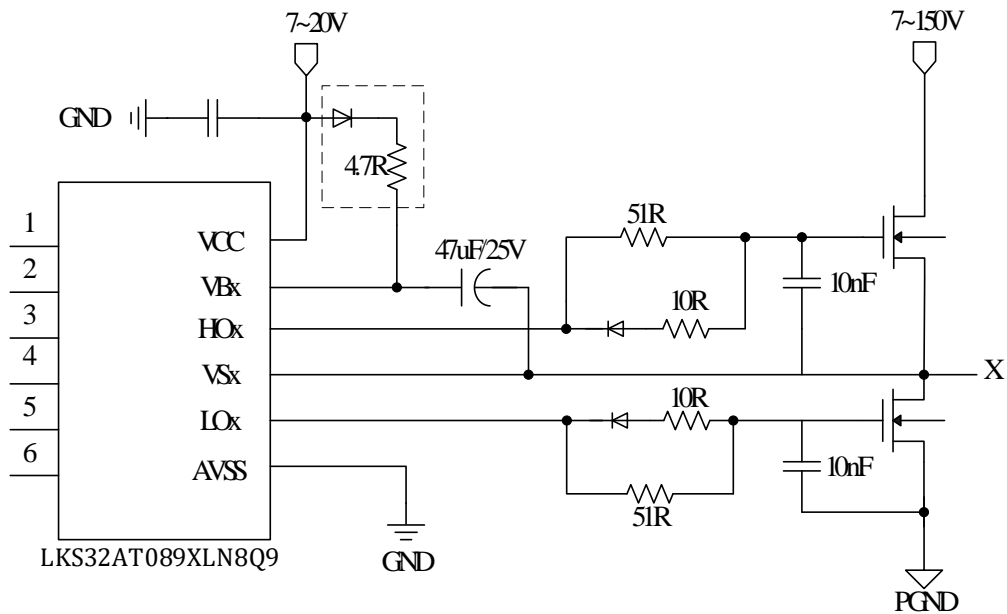 7~20V
7~150V
GND
4.7R
1
2
3
4
5
6
VCC
VBx
HOx
VSx
LOx
AVSS
47uF/25V
51R
10R
10nF
X
10R
51R
10nF
GND
PGND
LKS32AT089XLN8Q9